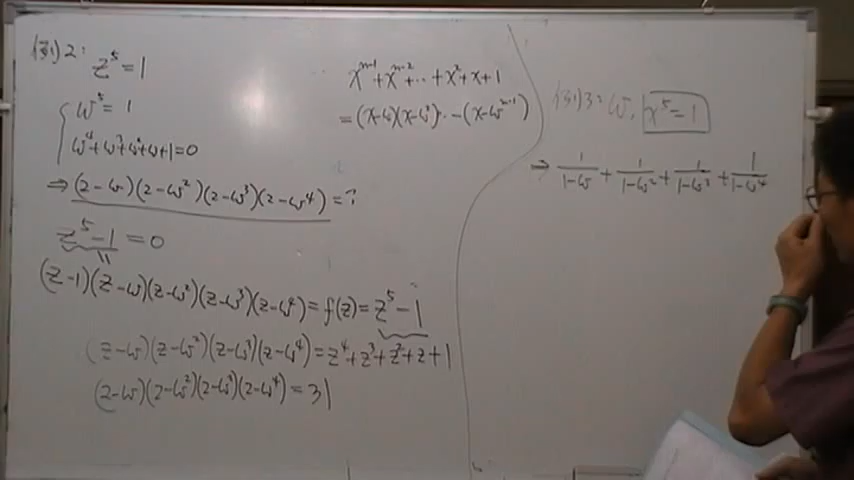 (例)2:
z⁵=1
ω⁵=1
ω⁴+ω³+ω²+ω+1=0
⇒(2-ω)(2-ω²)(2-ω³)(2-ω⁴)=?
z⁵-1=0
(z-1)(z-ω)(z-ω²)(z-ω³)(z-ω⁴)=f(z)=z⁵-1
(z-ω)(z-ω²)(z-ω³)(z-ω⁴)=z⁴+z³+z²+z+1
(2-ω)(2-ω²)(2-ω³)(2-ω⁴)=31
xⁿ⁻¹+xⁿ⁻²+⋯+x²+x+1
=(x-ω)(x-ω²)⋯(x-ωⁿ⁻¹)
(例)3:ω, x⁵=1
⇒ 1/(1-ω) + 1/(1-ω²) + 1/(1-ω³) + 1/(1-ω⁴)